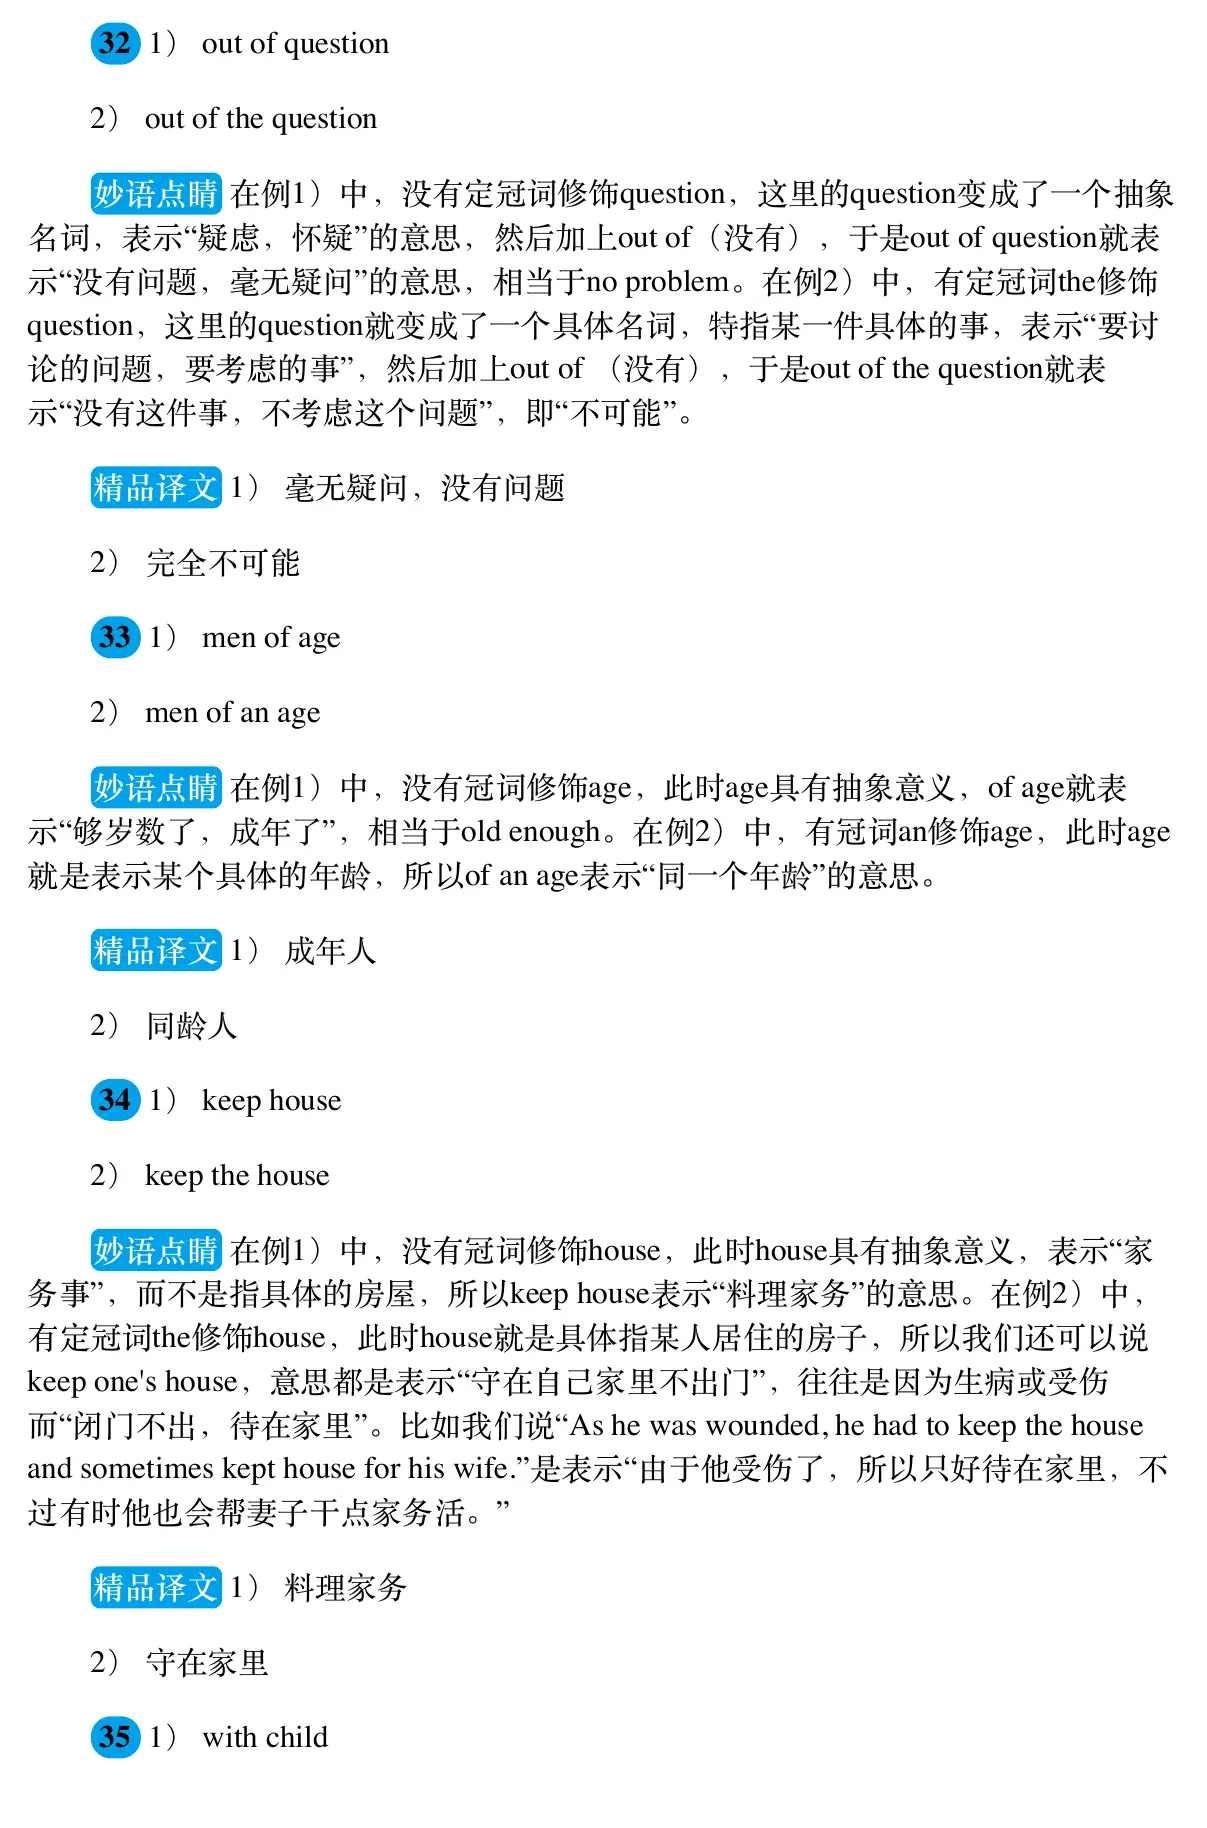 32 1） out of question
2） out of the question
妙语点睛 在例1）中，没有定冠词修饰question，这里的question变成了一个抽象
名词，表示“疑虑，怀疑”的意思，然后加上out of（没有），于是out of question就表
示“没有问题，毫无疑问”的意思，相当于no problem。在例2）中，有定冠词the修饰
question，这里的question就变成了一个具体名词，特指某一件具体的事，表示“要讨
论的问题，要考虑的事”，然后加上out of （没有），于是out of the question就表
示“没有这件事，不考虑这个问题”，即“不可能”。
精品译文 1） 毫无疑问，没有问题
2） 完全不可能
33 1） men of age
2） men of an age
妙语点睛 在例1）中，没有冠词修饰age，此时age具有抽象意义，of age就表
示“够岁数了，成年了”，相当于old enough。在例2）中，有冠词an修饰age，此时age
就是表示某个具体的年龄，所以of an age表示“同一个年龄”的意思。
精品译文 1） 成年人
2） 同龄人
34 1） keep house
2） keep the house
妙语点睛 在例1）中，没有冠词修饰house，此时house具有抽象意义，表示“家
务事”，而不是指具体的房屋，所以keep house表示“料理家务”的意思。在例2）中，
有定冠词the修饰house，此时house就是具体指某人居住的房子，所以我们还可以说
keep one's house，意思都是表示“守在自己家里不出门”，往往是因为生病或受伤
而“闭门不出，待在家里”。比如我们说“As he was wounded, he had to keep the house
and sometimes kept house for his wife.”是表示“由于他受伤了，所以只好待在家里，不
过有时他也会帮妻子干点家务活。”
精品译文 1） 料理家务
2） 守在家里
35 1） with child